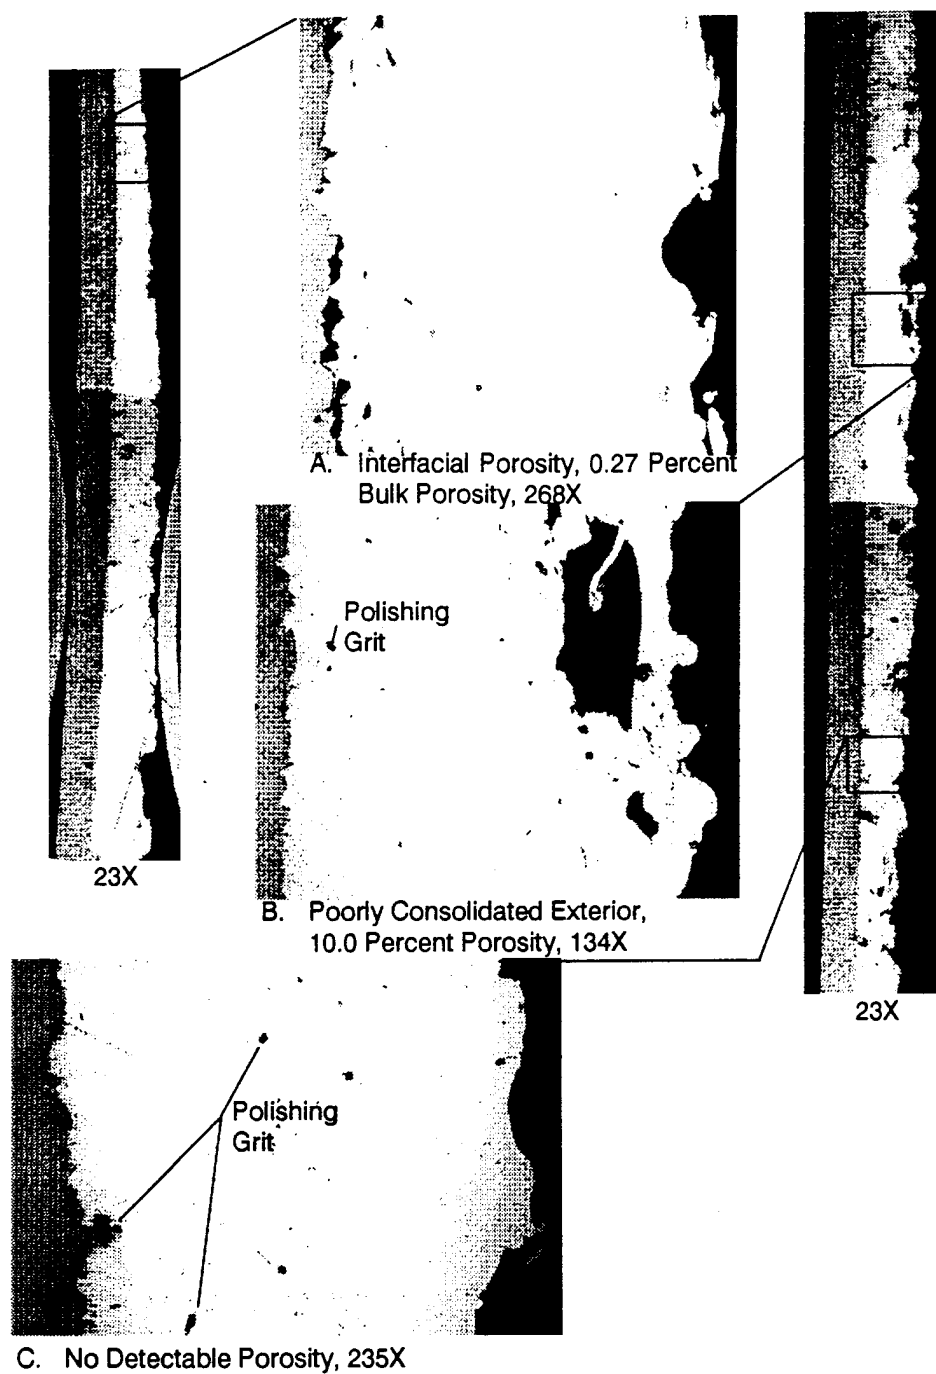 A. Interfacial Porosity, 0.27 Percent
Bulk Porosity, 268X
Polishing
Grit
23X
B. Poorly Consolidated Exterior,
10.0 Percent Porosity, 134X
23X
Polishing
Grit
C. No Detectable Porosity, 235X